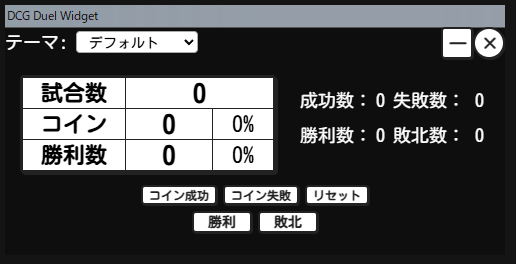 DCG Duel Widget
テーマ: デフォルト
試合数 0
コイン 0 0%
勝利数 0 0%
成功数： 0 失敗数： 0
勝利数： 0 敗北数： 0
コイン成功 コイン失敗 リセット
勝利 敗北